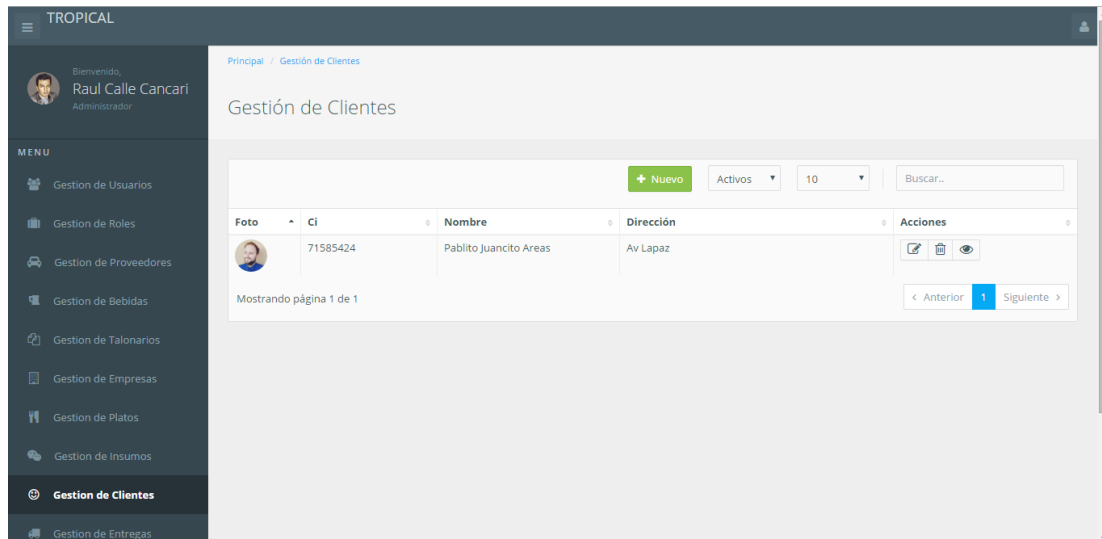 TROPICAL
Bienvenido,
Raul Calle Cancari
Administrador
MENU
Gestion de Usuarios
Gestion de Roles
Gestion de Proveedores
Gestion de Bebidas
Gestion de Talonarios
Gestion de Empresas
Gestion de Platos
Gestion de Insumos
Gestion de Clientes
Gestion de Entregas
Principal / Gestión de Clientes
Gestión de Clientes
+ Nuevo Activos 10 Buscar..
Foto Ci Nombre Dirección Acciones
71585424 Pablito Juancito Areas Av Lapaz
Mostrando página 1 de 1 < Anterior 1 Siguiente >